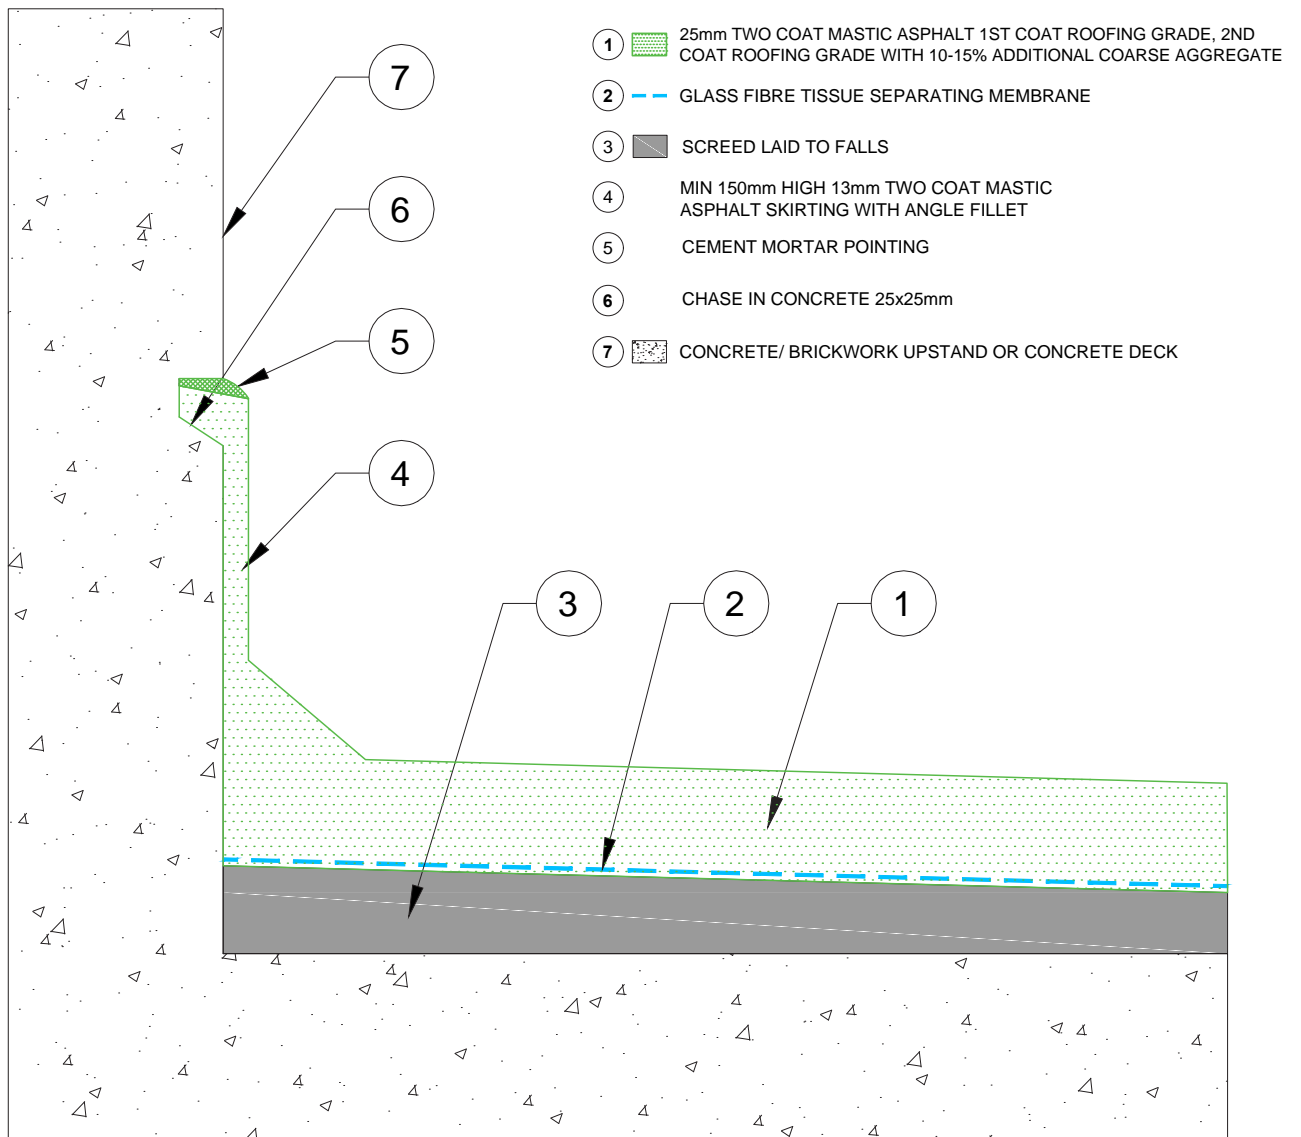 1 25mm TWO COAT MASTIC ASPHALT 1ST COAT ROOFING GRADE, 2ND
COAT ROOFING GRADE WITH 10-15% ADDITIONAL COARSE AGGREGATE
2 GLASS FIBRE TISSUE SEPARATING MEMBRANE
3 SCREED LAID TO FALLS
4 MIN 150mm HIGH 13mm TWO COAT MASTIC
ASPHALT SKIRTING WITH ANGLE FILLET
5 CEMENT MORTAR POINTING
6 CHASE IN CONCRETE 25x25mm
7 CONCRETE/ BRICKWORK UPSTAND OR CONCRETE DECK
7
6
5
4
3 2 1